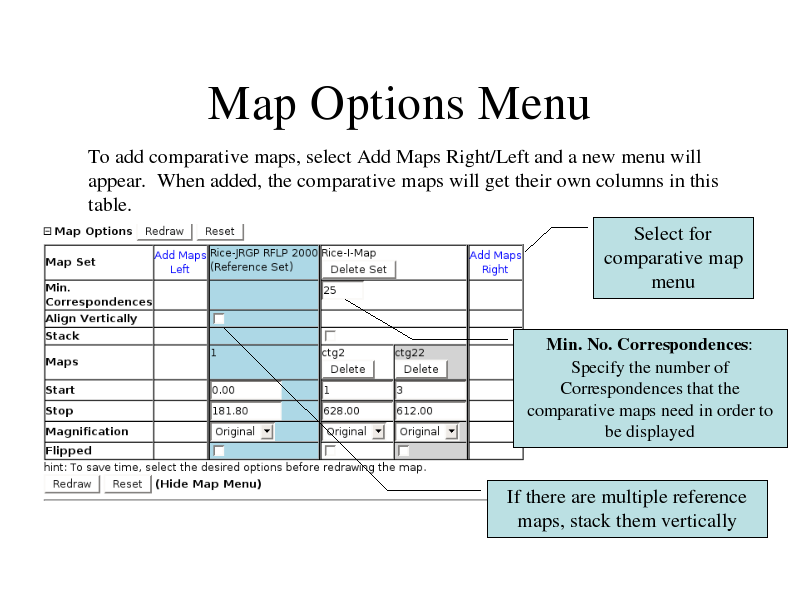 Map Options Menu
To add comparative maps, select Add Maps Right/Left and a new menu will
appear.  When added, the comparative maps will get their own columns in this
table.
Map Options Redraw Reset
Map Set Add Maps Left Rice-JRGP RFLP 2000 (Reference Set) Rice-I-Map Delete Set Add Maps Right
Min. Correspondences 25
Align Vertically
Stack
Maps 1 ctg2 Delete ctg22 Delete
Start 0.00 1 3
Stop 181.80 628.00 612.00
Magnification Original Original Original
Flipped
hint: To save time, select the desired options before redrawing the map.
Redraw Reset (Hide Map Menu)
Select for
comparative map
menu
Min. No. Correspondences:
Specify the number of
Correspondences that the
comparative maps need in order to
be displayed
If there are multiple reference
maps, stack them vertically